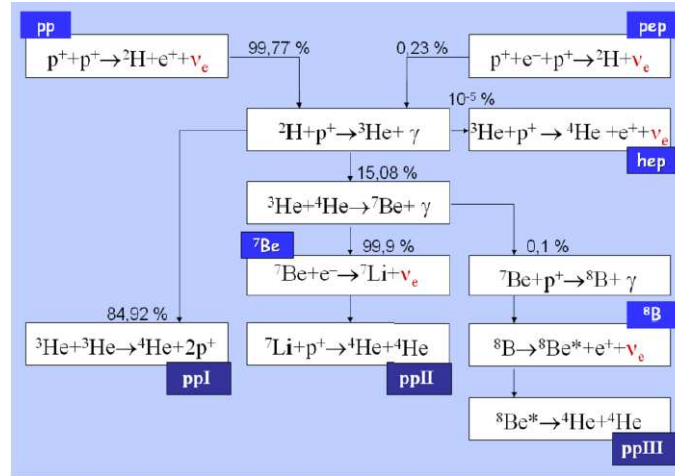 pp
pep
p⁺+p⁺→²H+e⁺+νₑ
99,77 %
0,23 %
p⁺+e⁻+p⁺→²H+νₑ
10⁻⁵ %
²H+p⁺→³He+ γ
³He+p⁺ → ⁴He +e⁺+νₑ
hep
15,08 %
³He+⁴He→⁷Be+ γ
⁷Be
99,9 %
0,1 %
⁷Be+e⁻→⁷Li+νₑ
⁷Be+p⁺→⁸B+ γ
84,92 %
⁸B
³He+³He→⁴He+2p⁺
⁷Li+p⁺→⁴He+⁴He
⁸B→⁸Be*+e⁺+νₑ
ppI
ppII
⁸Be*→⁴He+⁴He
ppIII